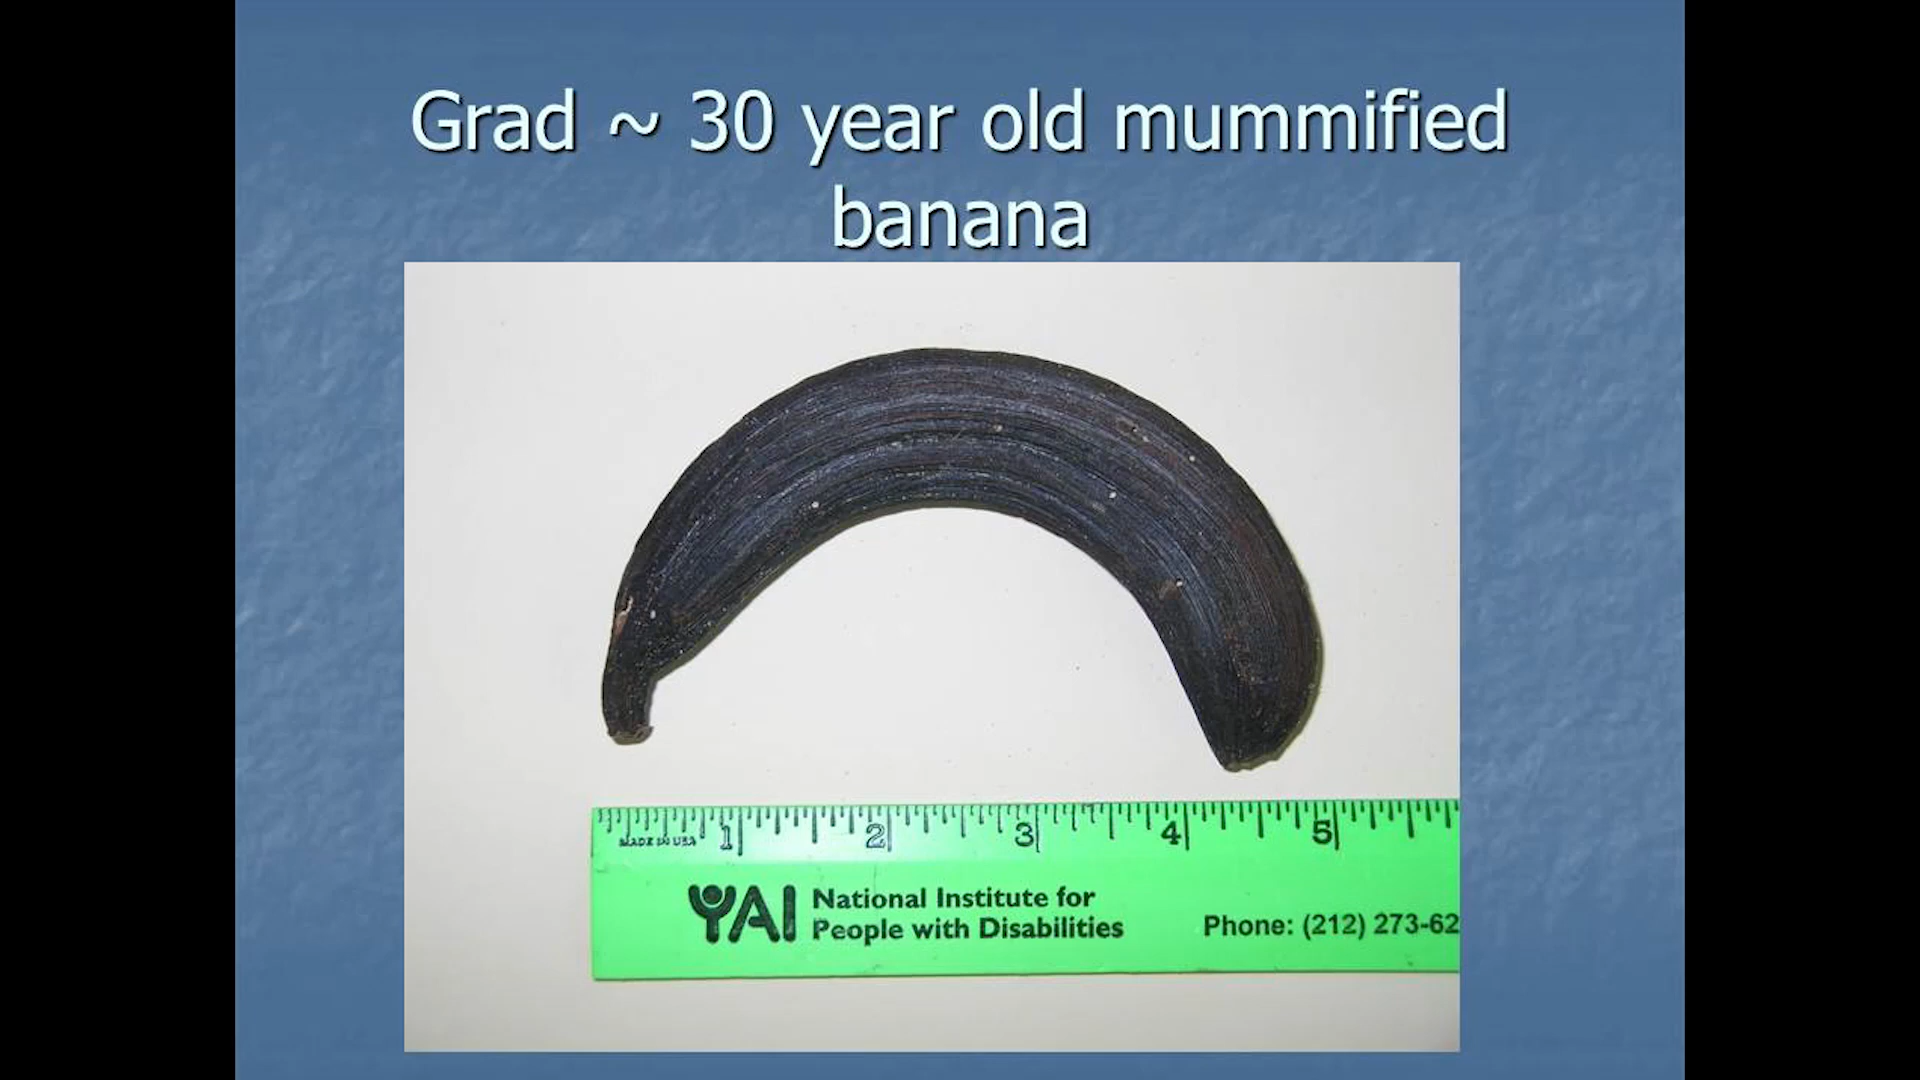 Grad ~ 30 year old mummified
banana
1 2 3 4 5
MADE IN USA
YAI National Institute for
People with Disabilities
Phone: (212) 273-62